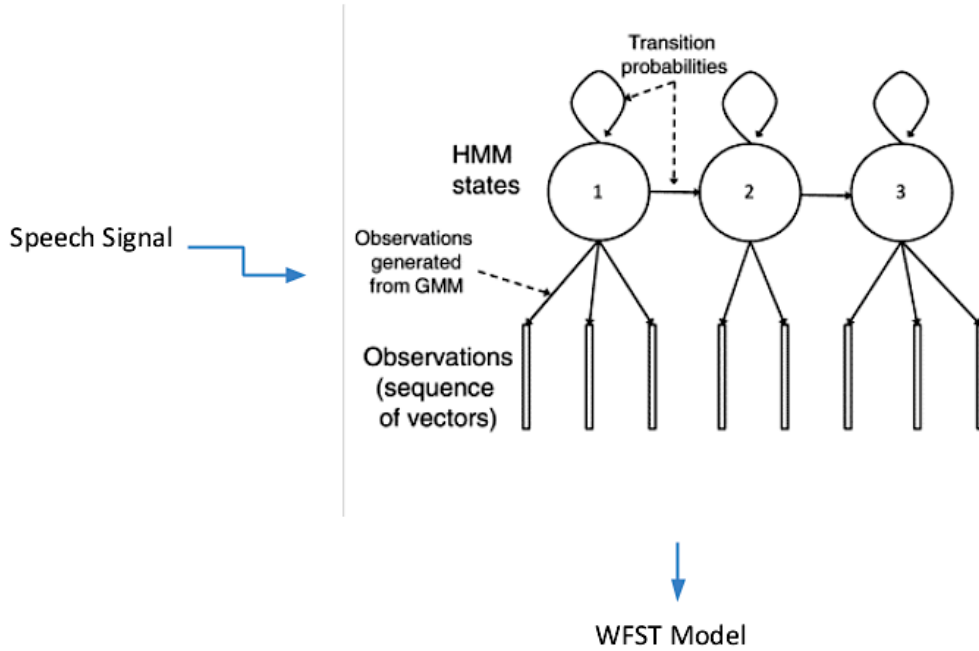 Transition
probabilities
HMM
states
1
2
3
Speech Signal
Observations
generated
from GMM
Observations
(sequence
of vectors)
WFST Model